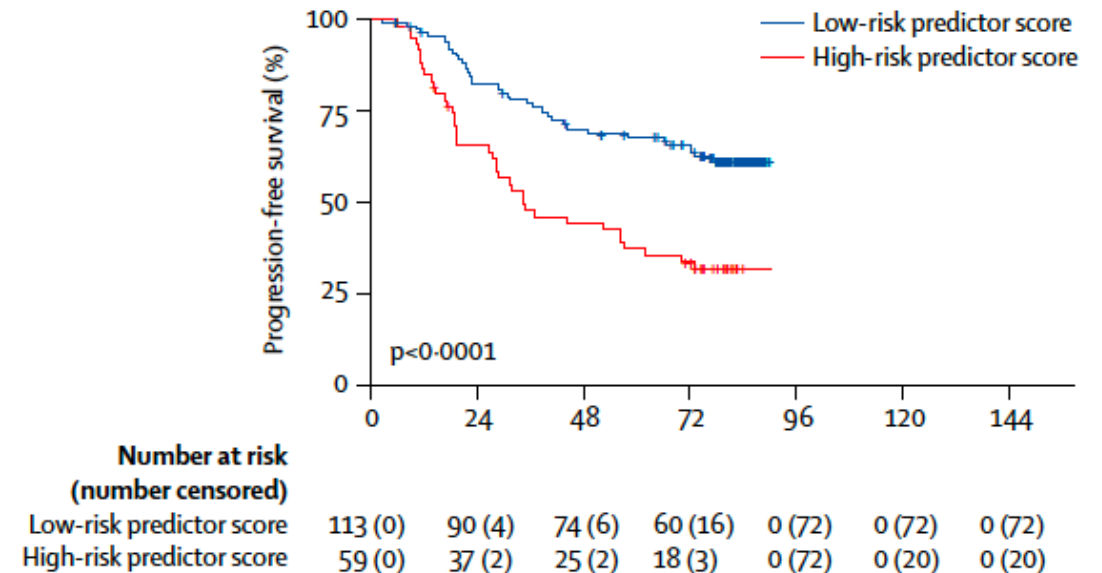 Low-risk predictor score
High-risk predictor score
Progression-free survival (%)
100
75
50
25
0
p<0·0001
0 24 48 72 96 120 144
Number at risk
(number censored)
Low-risk predictor score 113 (0) 90 (4) 74 (6) 60 (16) 0 (72) 0 (72) 0 (72)
High-risk predictor score 59 (0) 37 (2) 25 (2) 18 (3) 0 (72) 0 (20) 0 (20)